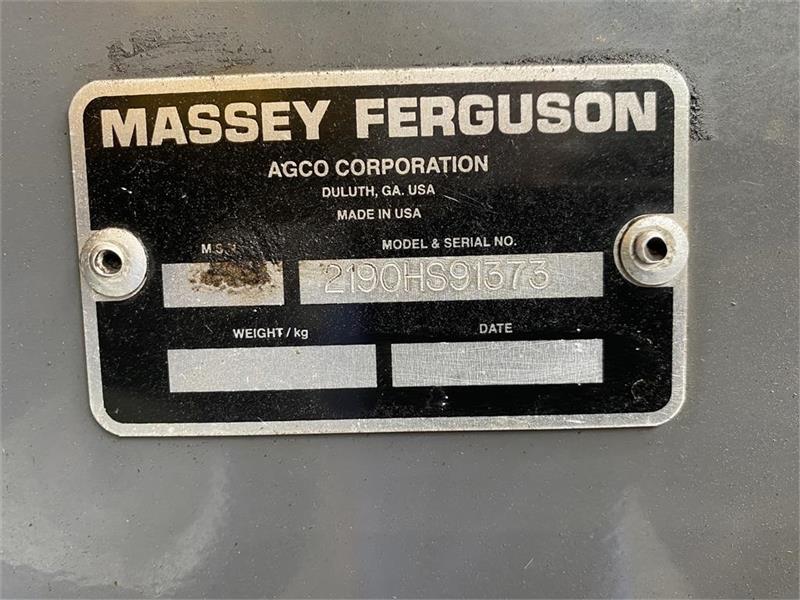 MASSEY FERGUSON
AGCO CORPORATION
DULUTH, GA. USA
MADE IN USA
MODEL & SERIAL NO.
2190HS91373
WEIGHT / kg
DATE